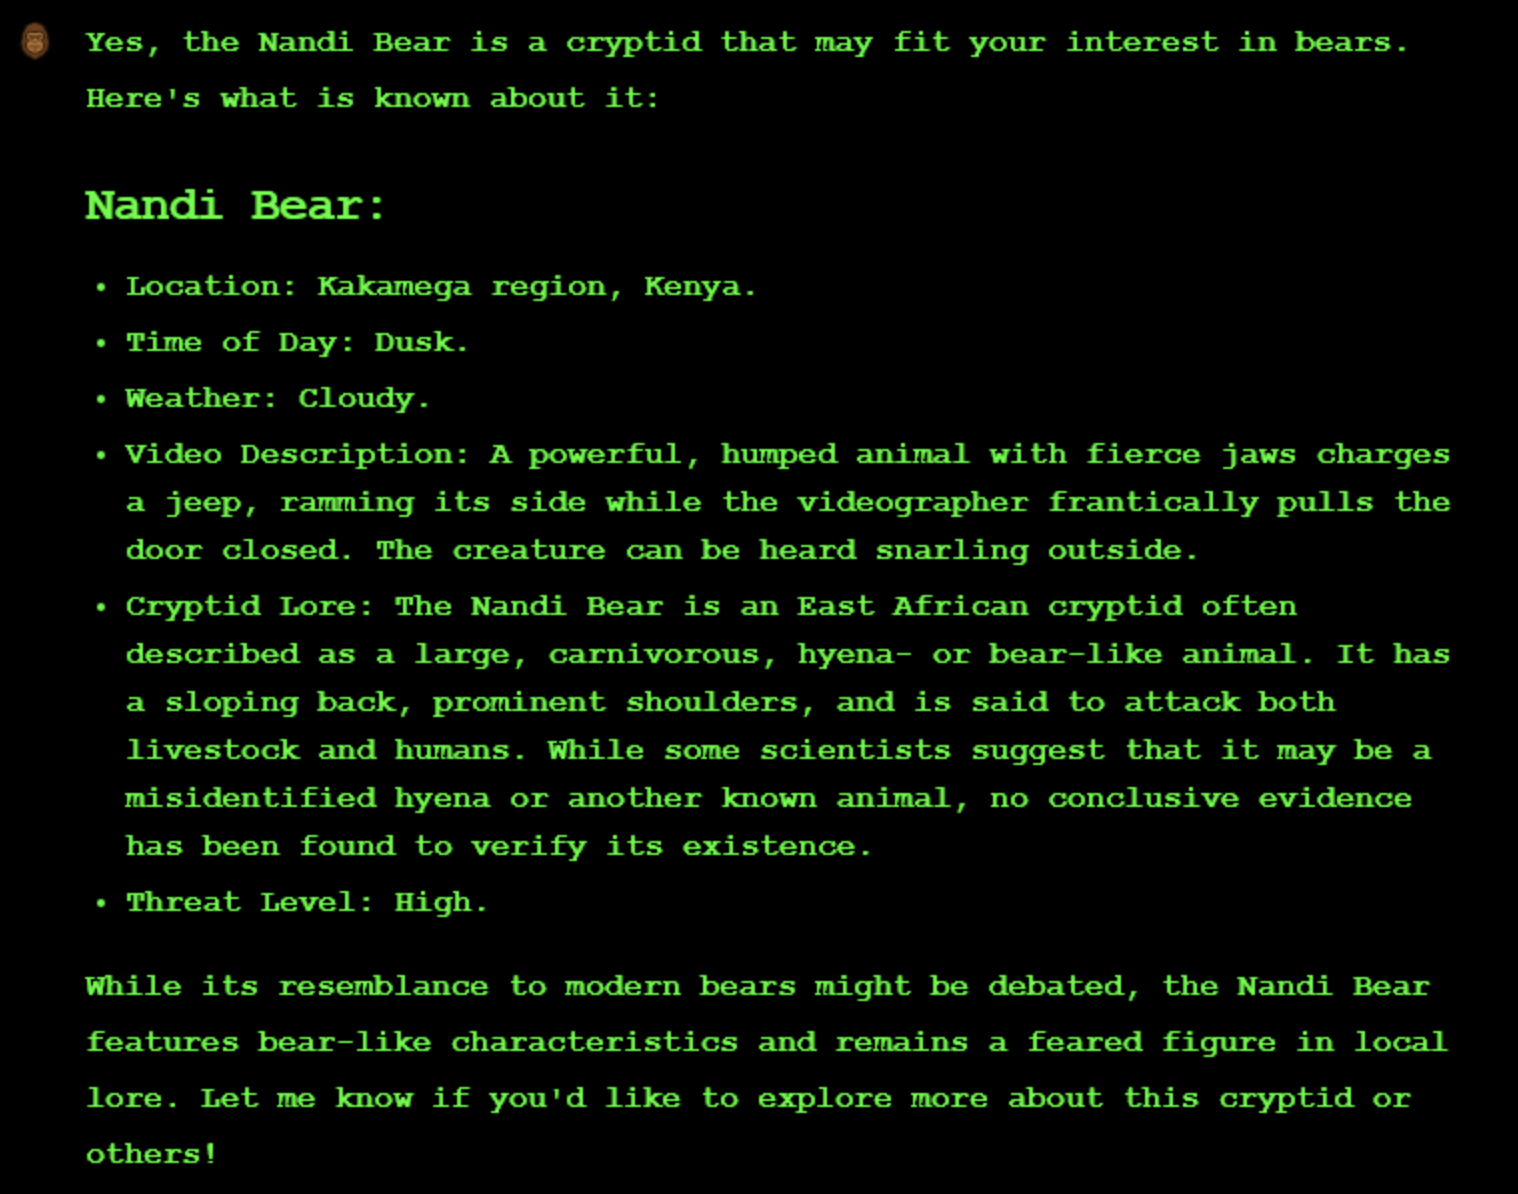 Yes, the Nandi Bear is a cryptid that may fit your interest in bears.
Here's what is known about it:
Nandi Bear:
• Location: Kakamega region, Kenya.
• Time of Day: Dusk.
• Weather: Cloudy.
• Video Description: A powerful, humped animal with fierce jaws charges
a jeep, ramming its side while the videographer frantically pulls the
door closed. The creature can be heard snarling outside.
• Cryptid Lore: The Nandi Bear is an East African cryptid often
described as a large, carnivorous, hyena- or bear-like animal. It has
a sloping back, prominent shoulders, and is said to attack both
livestock and humans. While some scientists suggest that it may be a
misidentified hyena or another known animal, no conclusive evidence
has been found to verify its existence.
• Threat Level: High.
While its resemblance to modern bears might be debated, the Nandi Bear
features bear-like characteristics and remains a feared figure in local
lore. Let me know if you'd like to explore more about this cryptid or
others!